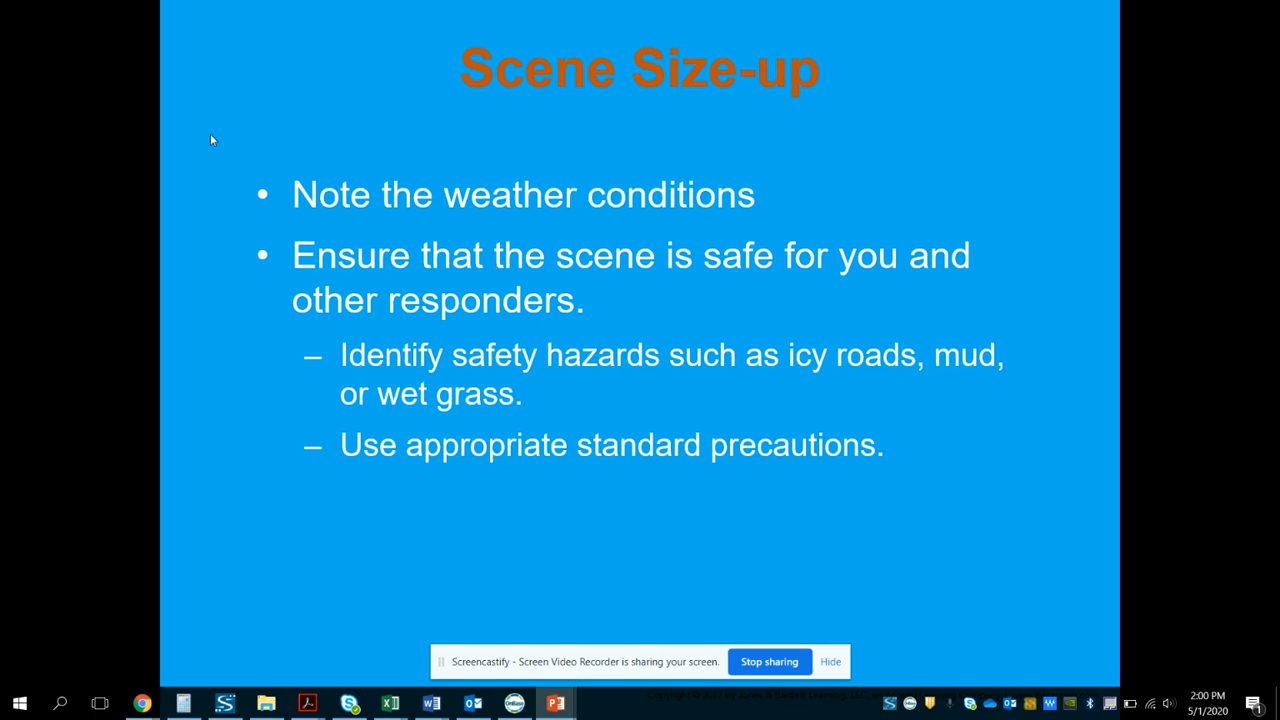 Scene Size-up
• Note the weather conditions
• Ensure that the scene is safe for you and
other responders.
– Identify safety hazards such as icy roads, mud,
or wet grass.
– Use appropriate standard precautions.
Screencastify - Screen Video Recorder is sharing your screen.
Stop sharing
Hide
2:00 PM
5/1/2020